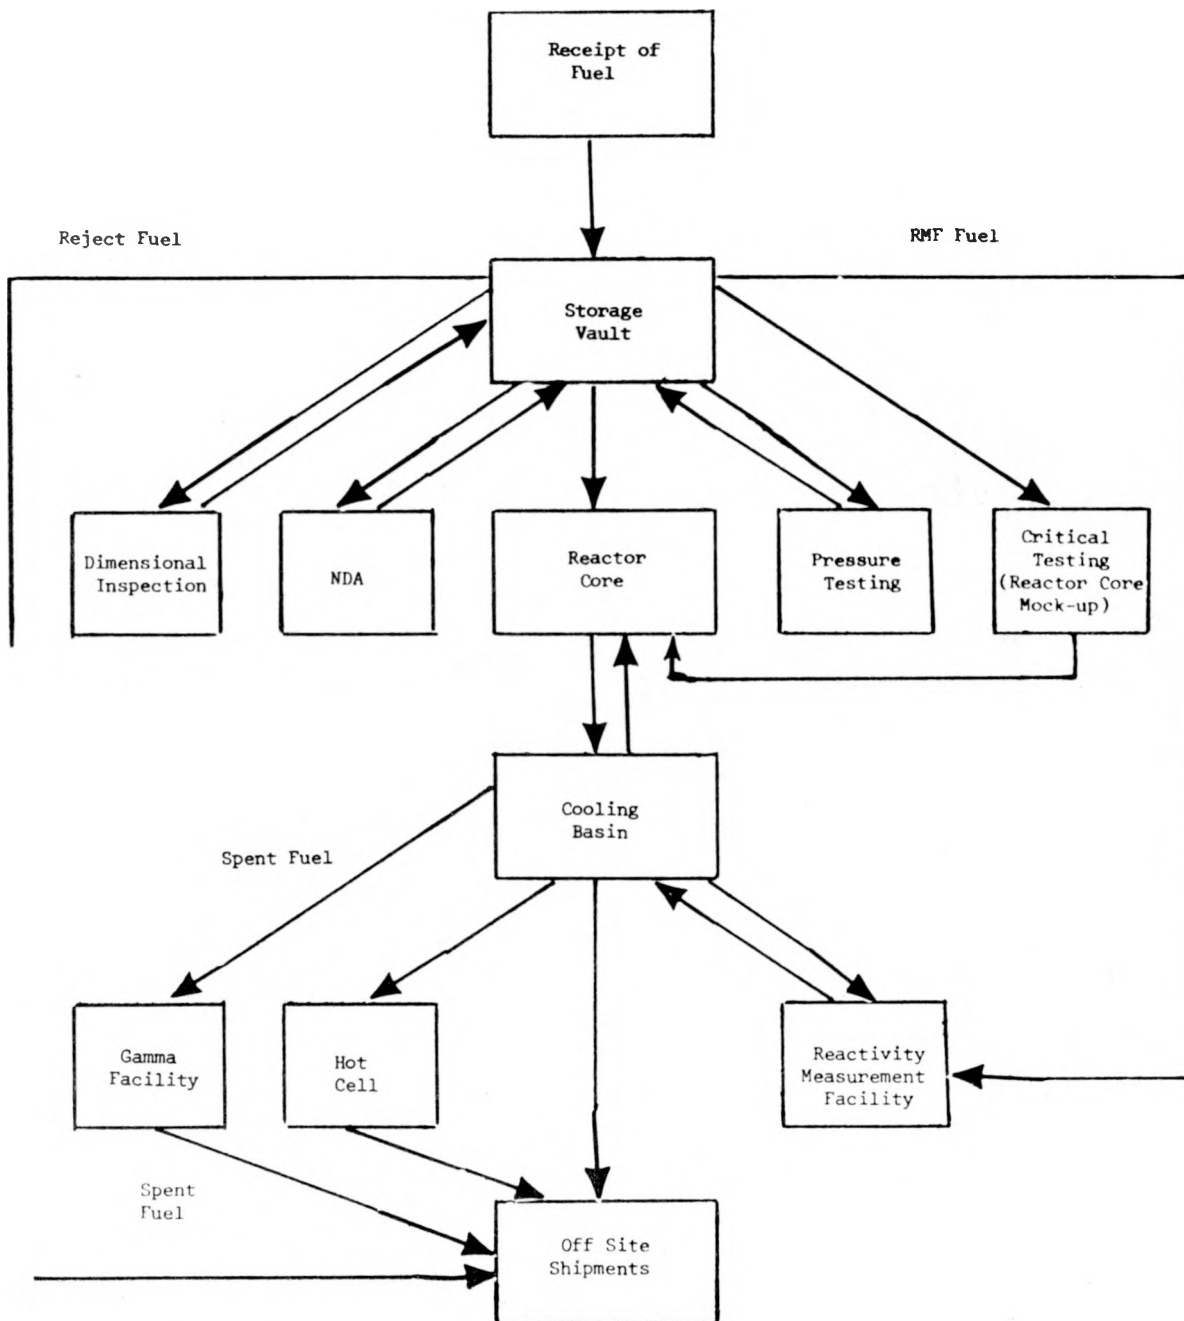 Receipt of
Fuel
Reject Fuel
RMF Fuel
Storage
Vault
Dimensional
Inspection
NDA
Reactor
Core
Pressure
Testing
Critical
Testing
(Reactor Core
Mock-up)
Cooling
Basin
Spent Fuel
Gamma
Facility
Hot
Cell
Reactivity
Measurement
Facility
Spent
Fuel
Off Site
Shipments